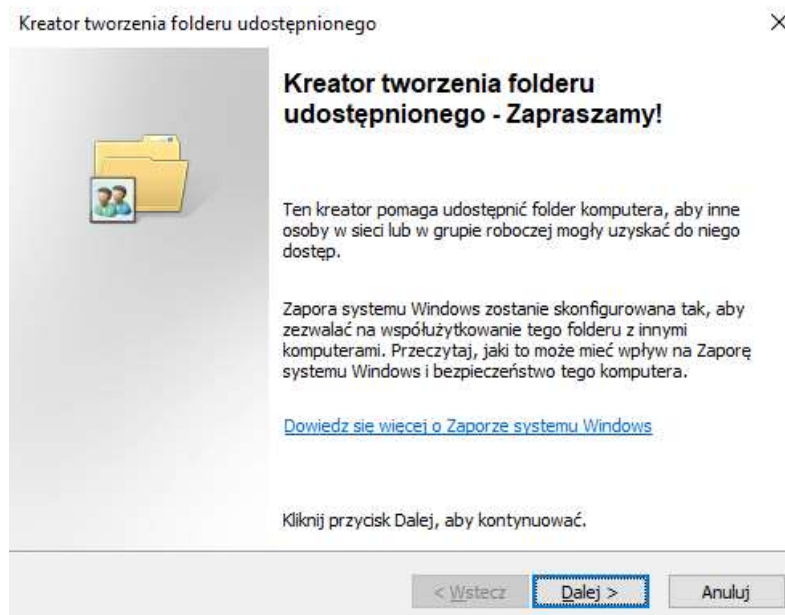 Kreator tworzenia folderu udostępnionego
Kreator tworzenia folderu
udostępnionego - Zapraszamy!
Ten kreator pomaga udostępnić folder komputera, aby inne
osoby w sieci lub w grupie roboczej mogły uzyskać do niego
dostęp.
Zapora systemu Windows zostanie skonfigurowana tak, aby
zezwalać na współużytkowanie tego folderu z innymi
komputerami. Przeczytaj, jaki to może mieć wpływ na Zaporę
systemu Windows i bezpieczeństwo tego komputera.
Dowiedz się więcej o Zaporze systemu Windows
Kliknij przycisk Dalej, aby kontynuować.
< Wstecz Dalej > Anuluj